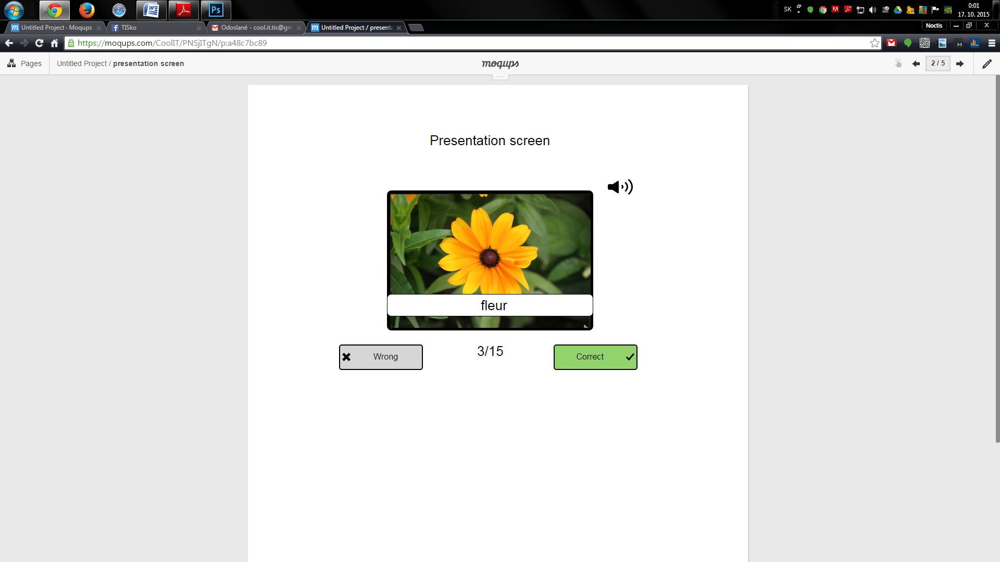 SK
0:01
17. 10. 2015
Untitled Project · Moqups
TISko
Odoslané - cool.it.tis@gm
Untitled Project / present
Noctis
https://moqups.com/CoolIT/PNSjITgN/p:a48c7bc89
Pages
Untitled Project / presentation screen
moqups
2 / 5
...
Presentation screen
fleur
Wrong
3/15
Correct